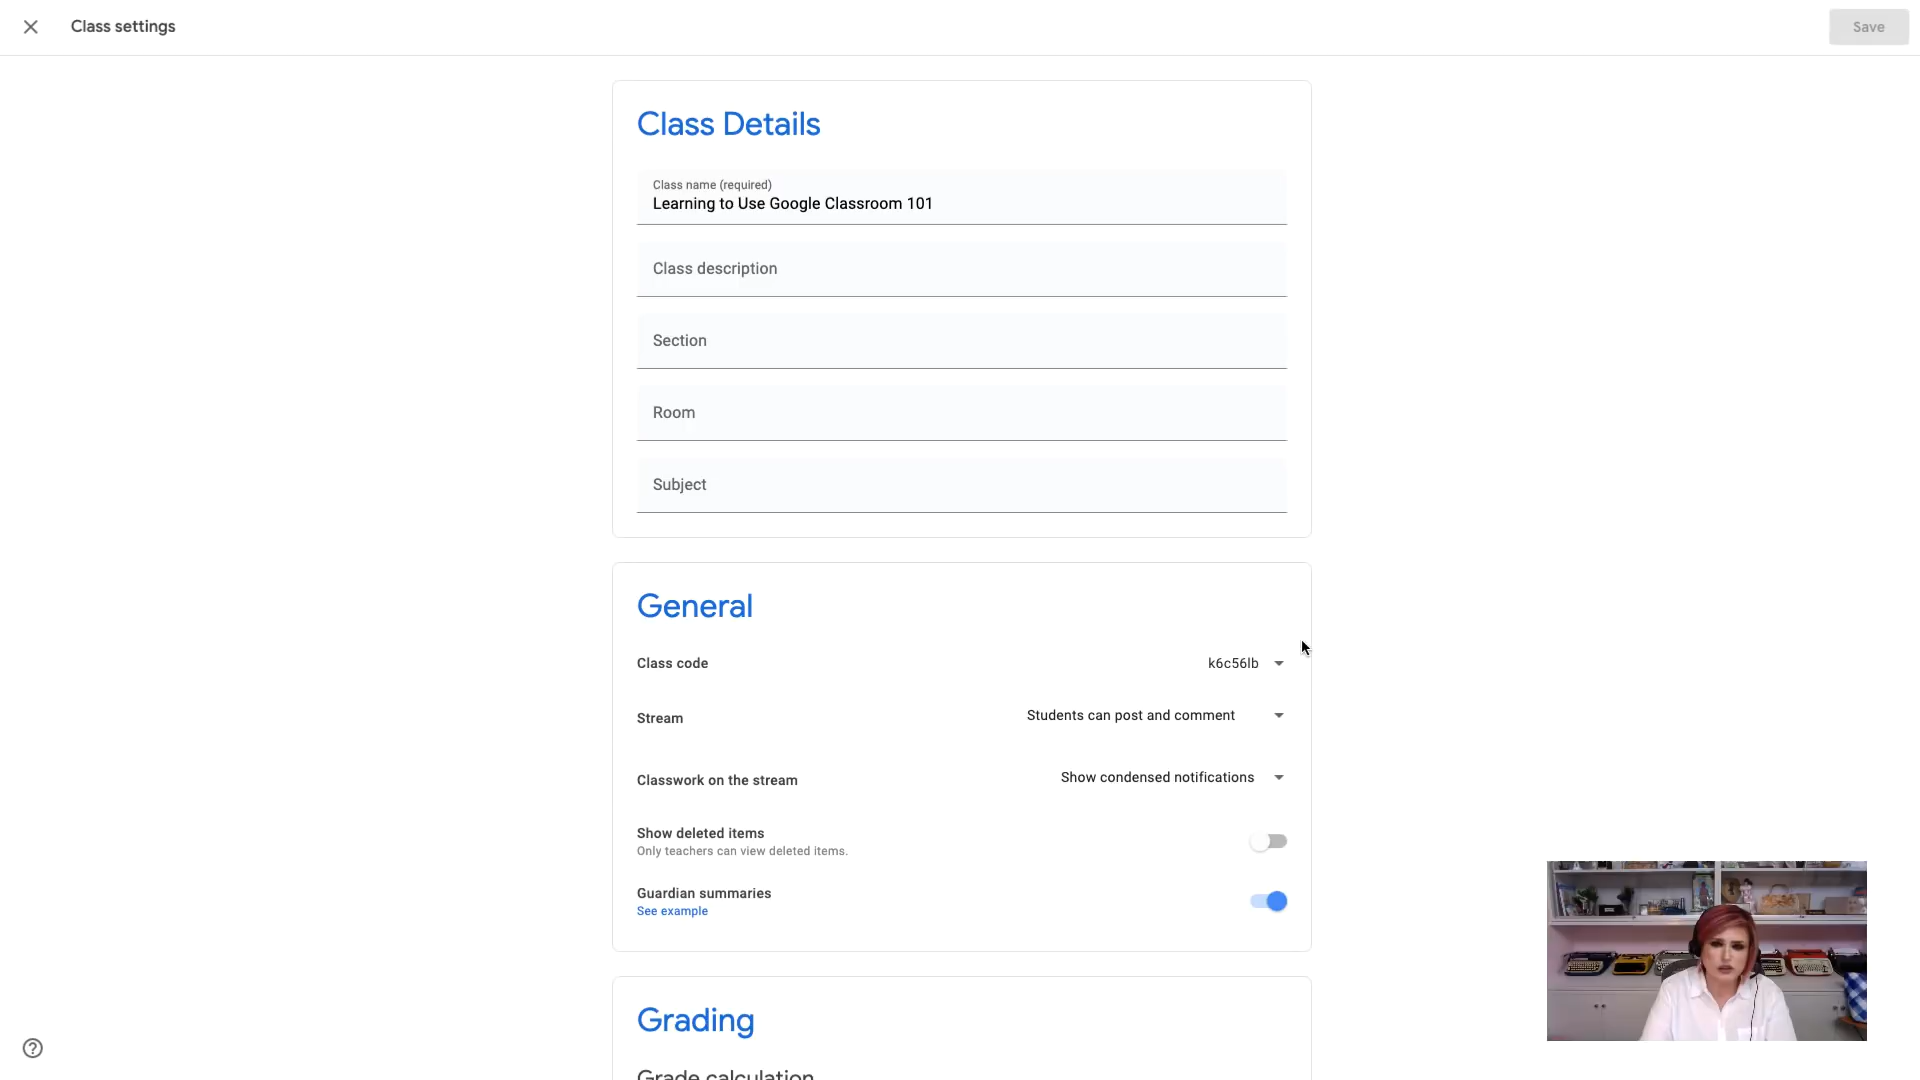 Class settings
Save
Class Details
Class name (required)
Learning to Use Google Classroom 101
Class description
Section
Room
Subject
General
Class code
k6c56lb
Stream
Students can post and comment
Classwork on the stream
Show condensed notifications
Show deleted items
Only teachers can view deleted items.
Guardian summaries
See example
Grading
Grade calculation